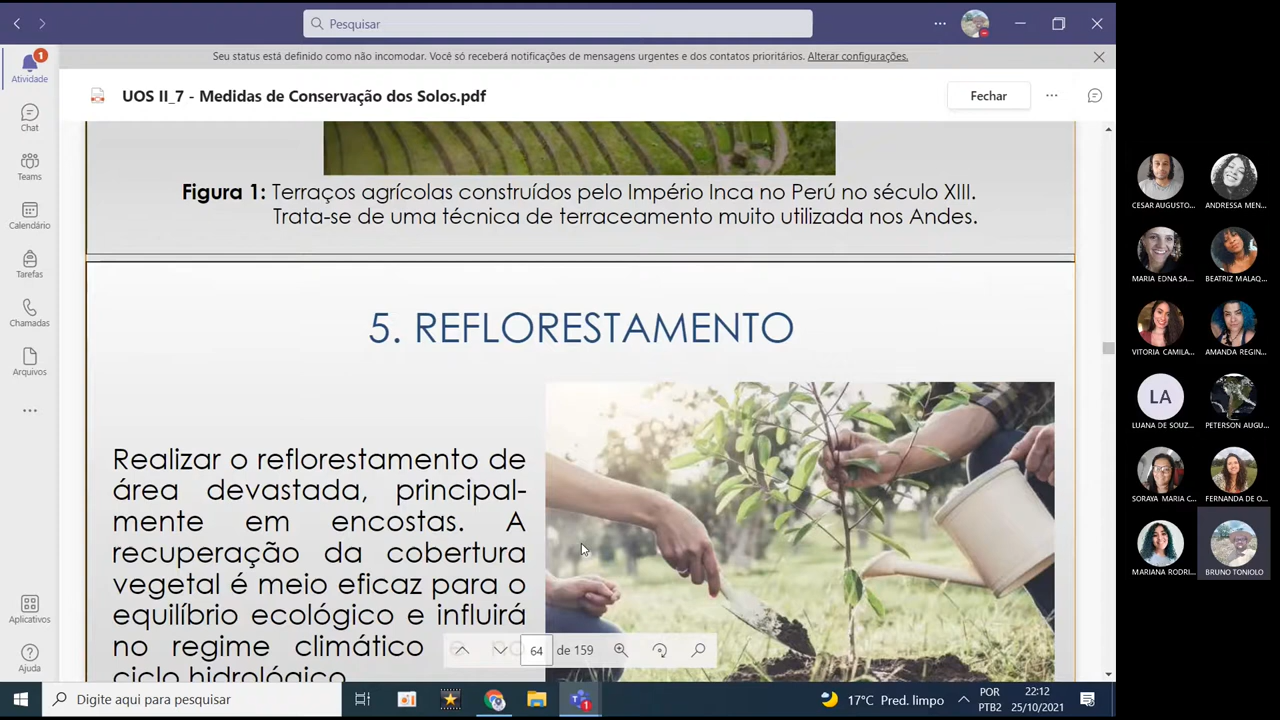 Pesquisar
Seu status está definido como não incomodar. Você só receberá notificações de mensagens urgentes e dos contatos prioritários. Alterar configurações.
Atividade
1
Chat
Teams
Calendário
Tarefas
Chamadas
Arquivos
Aplicativos
Ajuda
UOS II_7 - Medidas de Conservação dos Solos.pdf
Fechar
Figura 1: Terraços agrícolas construídos pelo Império Inca no Perú no século XIII.
Trata-se de uma técnica de terraceamento muito utilizada nos Andes.
5. REFLORESTAMENTO
Realizar o reflorestamento de
área devastada, principal-
mente em encostas. A
recuperação da cobertura
vegetal é meio eficaz para o
equilíbrio ecológico e influirá
no regime climático e no
ciclo hidrológico.
64 de 159
CESAR AUGUSTO...
ANDRESSA MEN...
MARIA EDNA SA...
BEATRIZ MALAQ...
VITORIA CAMILA...
AMANDA REGIN...
LA
LUANA DE SOUZ...
PETERSON AUGU...
SORAYA MARIA C...
FERNANDA DE O...
MARIANA RODRI...
BRUNO TONIOLO
Digite aqui para pesquisar
1
17°C Pred. limpo
POR
PTB2
22:12
25/10/2021